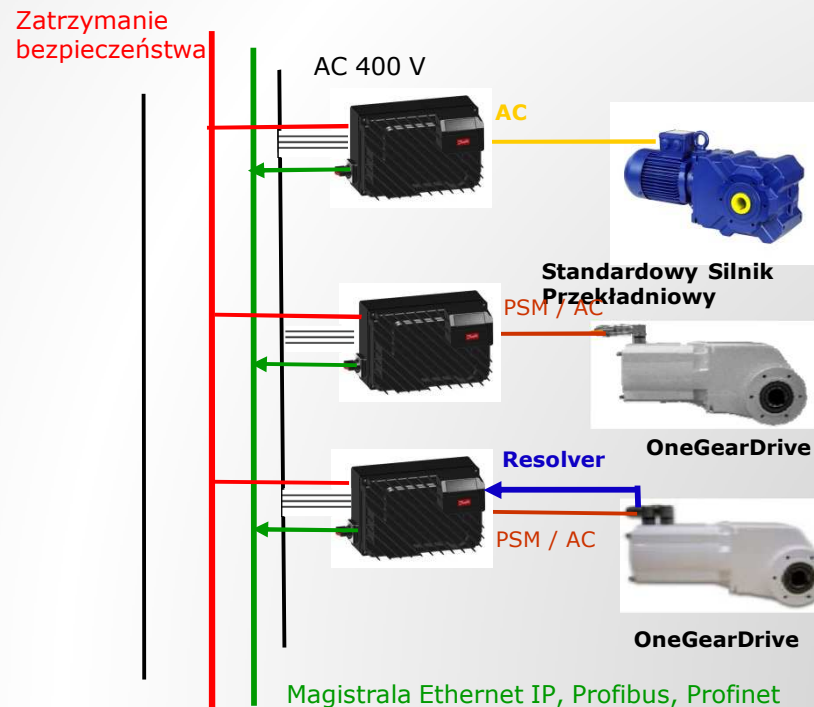 Zatrzymanie
bezpieczeństwa
AC 400 V
AC
Standardowy Silnik
Przekładniowy
PSM / AC
OneGearDrive
Resolver
PSM / AC
OneGearDrive
Magistrala Ethernet IP, Profibus, Profinet